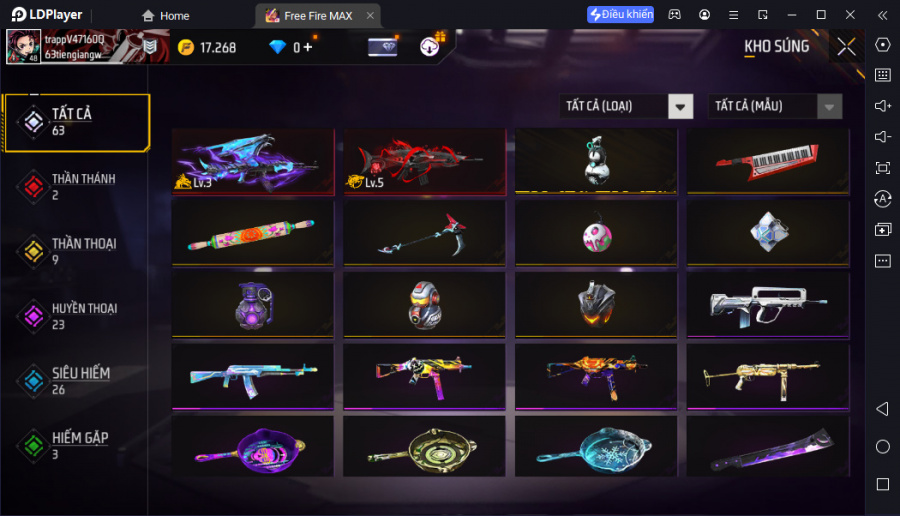 LDPlayer
Home
Free Fire MAX
Điều khiển
trappV4716OQ
63tiengiangw
48
17.268
0 +
KHO SÚNG
TẤT CẢ
63
TẤT CẢ (LOẠI)
TẤT CẢ (MẪU)
THẦN THÁNH
2
THẦN THOẠI
9
HUYỀN THOẠI
23
SIÊU HIẾM
26
HIẾM GẶP
3
Lv.3
Lv.5